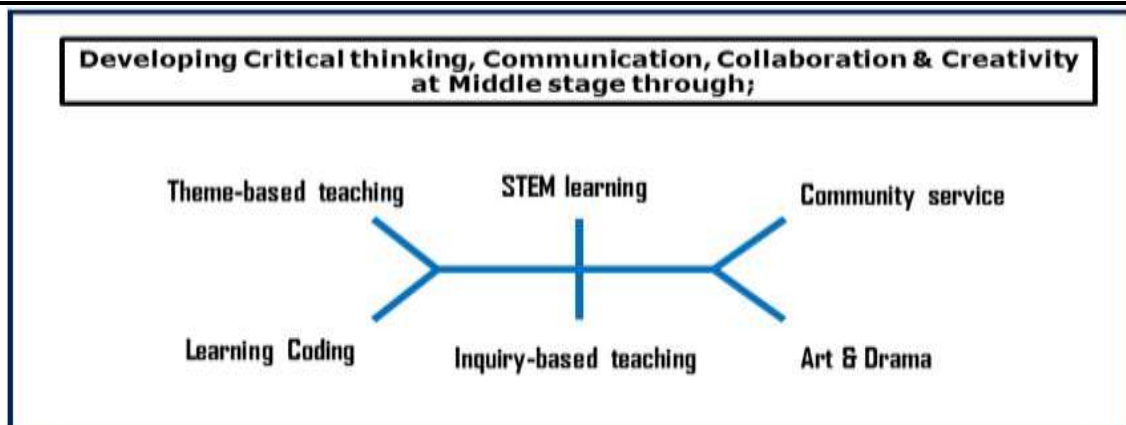 Developing Critical thinking, Communication, Collaboration & Creativity
at Middle stage through;
Theme-based teaching
STEM learning
Community service
Learning Coding
Inquiry-based teaching
Art & Drama